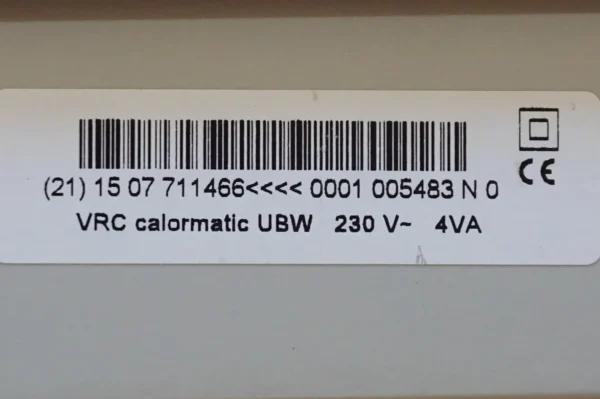 (21) 15 07 711466<<<< 0001 005483 N 0
CE
VRC calormatic UBW 230 V~ 4VA